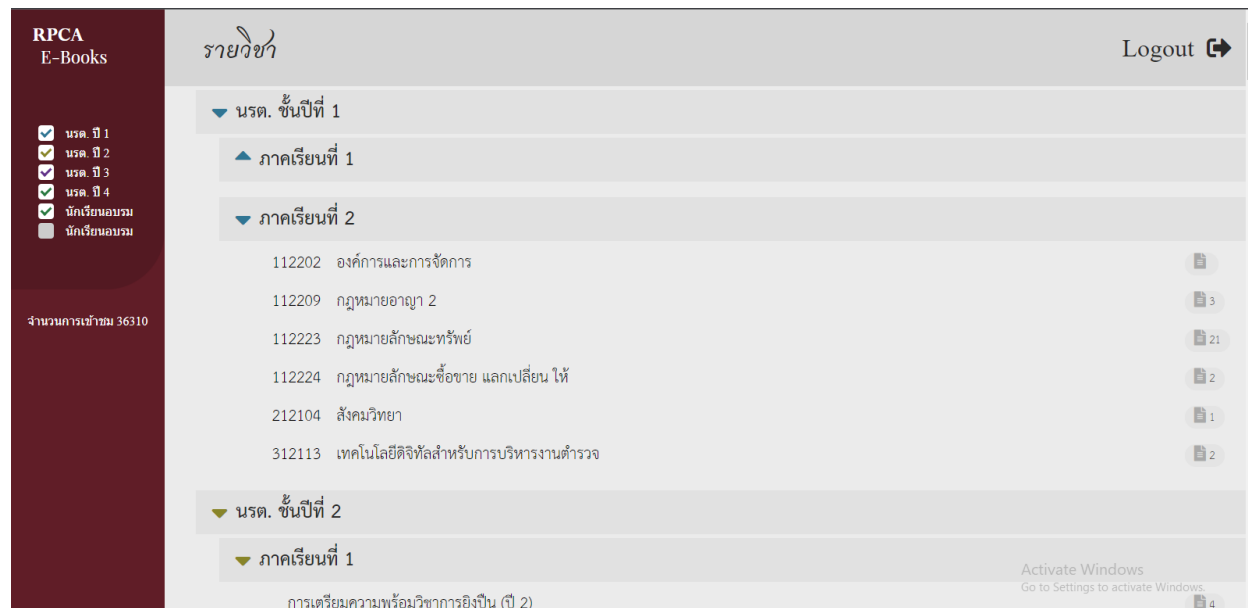 RPCA
E-Books
นรต. ปี 1
นรต. ปี 2
นรต. ปี 3
นรต. ปี 4
นักเรียนอบรม
นักเรียนอบรม
จำนวนการเข้าชม 36310
รายวิชา
Logout
นรต. ชั้นปีที่ 1
ภาคเรียนที่ 1
ภาคเรียนที่ 2
112202 องค์การและการจัดการ
112209 กฎหมายอาญา 2 3
112223 กฎหมายลักษณะทรัพย์ 21
112224 กฎหมายลักษณะซื้อขาย แลกเปลี่ยน ให้ 2
212104 สังคมวิทยา 1
312113 เทคโนโลยีดิจิทัลสำหรับการบริหารงานตำรวจ 2
นรต. ชั้นปีที่ 2
ภาคเรียนที่ 1
การเตรียมความพร้อมวิชาการยิงปืน (ปี 2) 4
Activate Windows
Go to Settings to activate Windows.